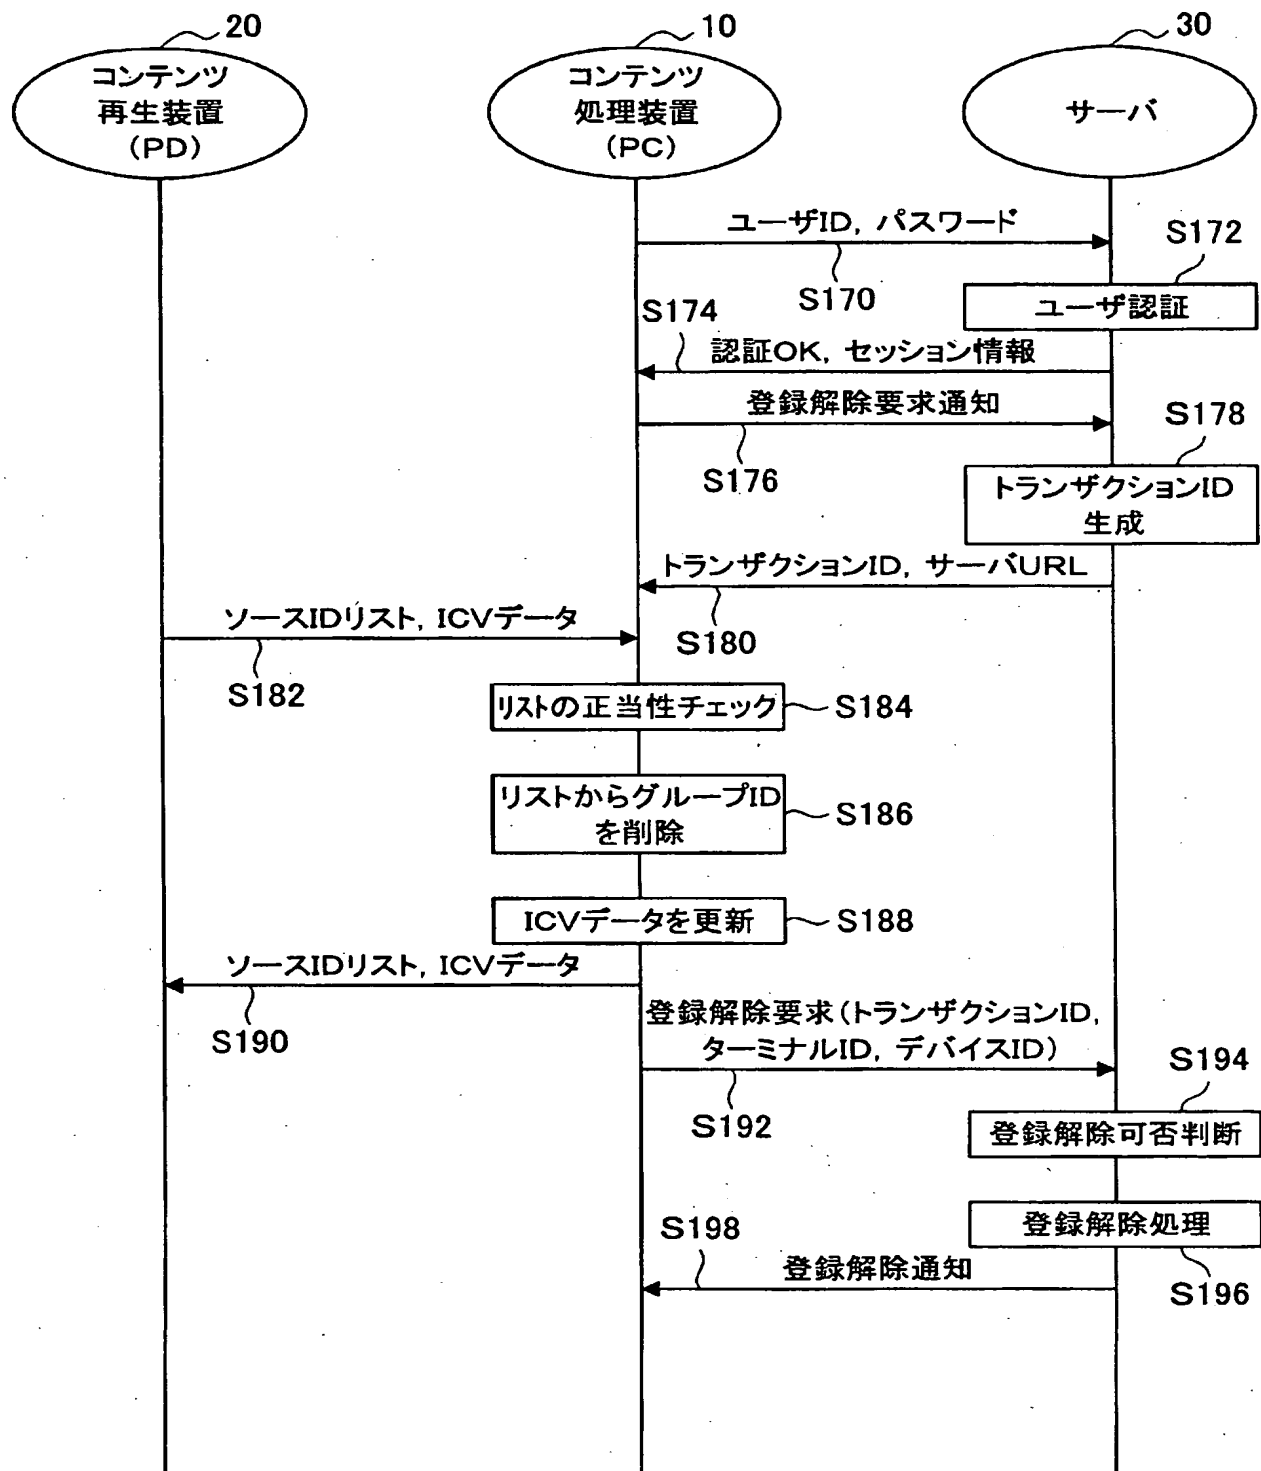 20
10
30
コンテンツ
再生装置
(PD)
コンテンツ
処理装置
(PC)
サーバ
ユーザID, パスワード
S170
S172
ユーザ認証
S174
認証OK, セッション情報
登録解除要求通知
S176
S178
トランザクションID
生成
トランザクションID, サーバURL
S180
ソースIDリスト, ICVデータ
S182
リストの正当性チェック
S184
リストからグループID
を削除
S186
ICVデータを更新
S188
ソースIDリスト, ICVデータ
S190
登録解除要求(トランザクションID,
ターミナルID, デバイスID)
S192
S194
登録解除可否判断
登録解除処理
S196
S198
登録解除通知